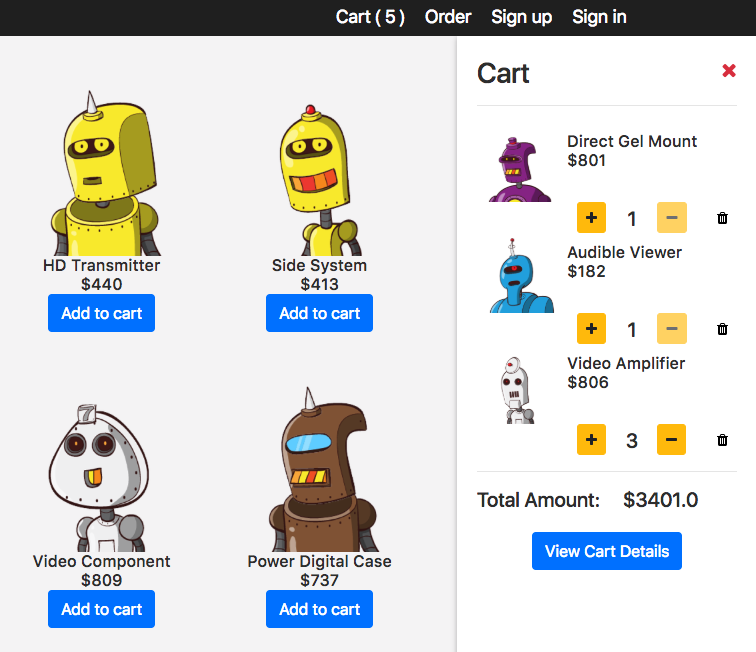 Cart ( 5 ) Order Sign up Sign in
HD Transmitter
$440
Add to cart
Side System
$413
Add to cart
7
Video Component
$809
Add to cart
Power Digital Case
$737
Add to cart
Cart
Direct Gel Mount
$801
+ 1 −
Audible Viewer
$182
+ 1 −
Video Amplifier
$806
+ 3 −
Total Amount: $3401.0
View Cart Details